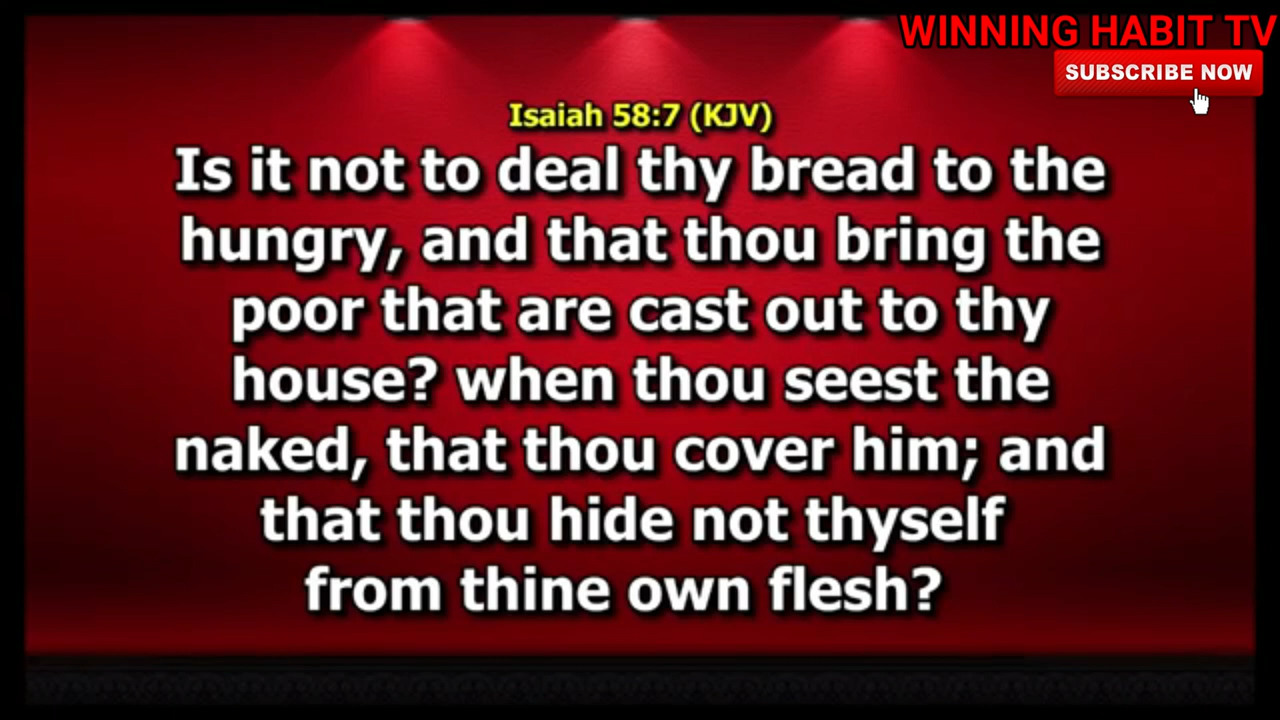 WINNING HABIT TV
SUBSCRIBE NOW
Isaiah 58:7 (KJV)
Is it not to deal thy bread to the
hungry, and that thou bring the
poor that are cast out to thy
house? when thou seest the
naked, that thou cover him; and
that thou hide not thyself
from thine own flesh?